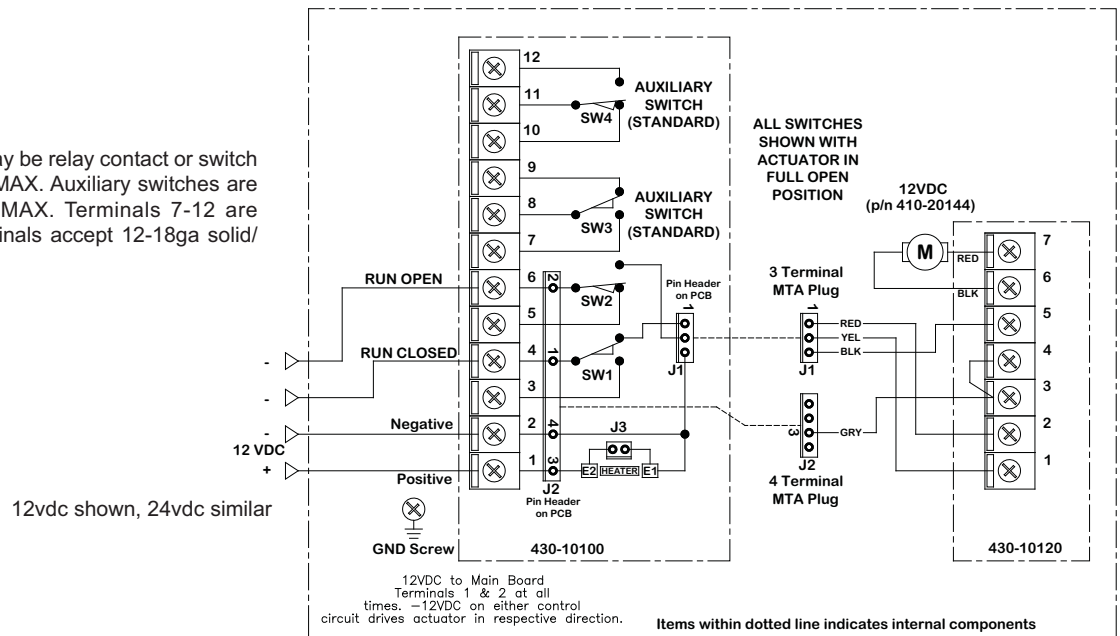 ay be relay contact or switch
MAX. Auxiliary switches are
MAX. Terminals 7-12 are
inals accept 12-18ga solid/
12vdc shown, 24vdc similar
12
11
10
9
8
7
6
5
4
3
2
1
AUXILIARY
SWITCH
(STANDARD)
SW4
AUXILIARY
SWITCH
(STANDARD)
SW3
RUN OPEN
2
SW2
RUN CLOSED
1
SW1
-
-
-
12 VDC
+
Negative
4
Positive
3
J2
Pin Header
on PCB
J3
E2 HEATER E1
Pin Header
on PCB
1
J1
GND Screw
430-10100
ALL SWITCHES
SHOWN WITH
ACTUATOR IN
FULL OPEN
POSITION
12VDC
(p/n 410-20144)
M
RED
BLK
3 Terminal
MTA Plug
1
RED
YEL
BLK
J1
3
GRY
J2
4 Terminal
MTA Plug
7
6
5
4
3
2
1
430-10120
12VDC to Main Board
Terminals 1 & 2 at all
times. -12VDC on either control
circuit drives actuator in respective direction.
Items within dotted line indicates internal components